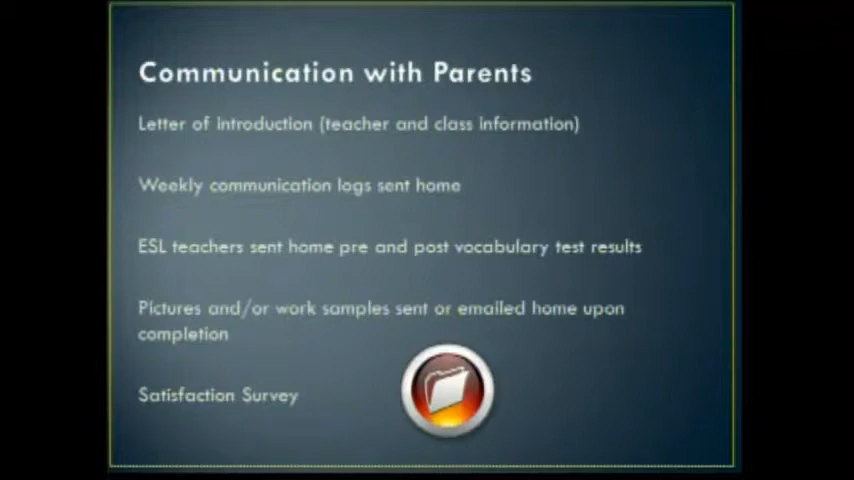 Communication with Parents
Letter of Introduction (teacher and class information)
Weekly communication logs sent home
ESL teachers sent home pre and post vocabulary test results
Pictures and/or work samples sent or emailed home upon
completion
Satisfaction Survey